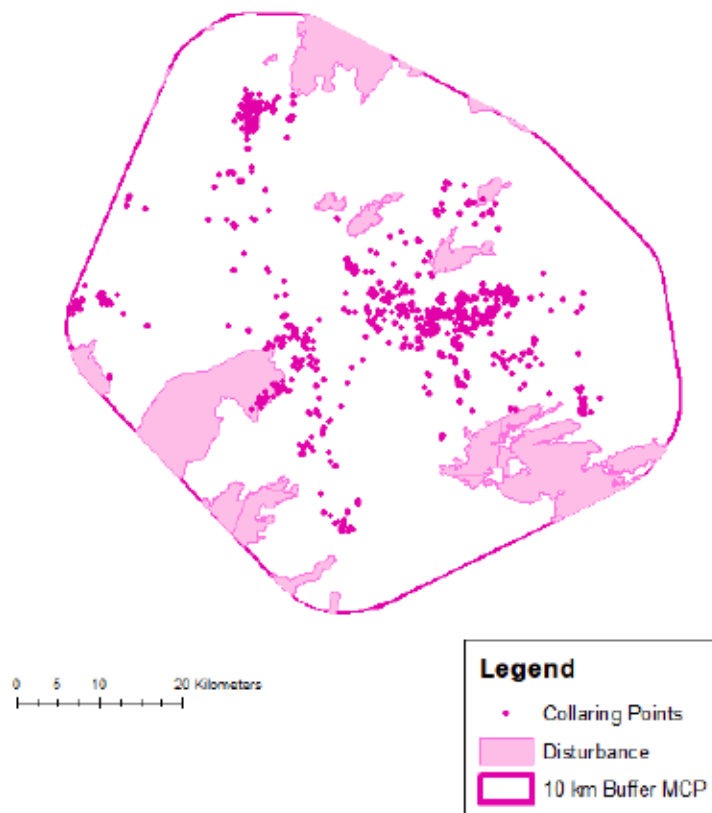 0 5 10 20 Kilometers
Legend
Collaring Points
Disturbance
10 km Buffer MCP